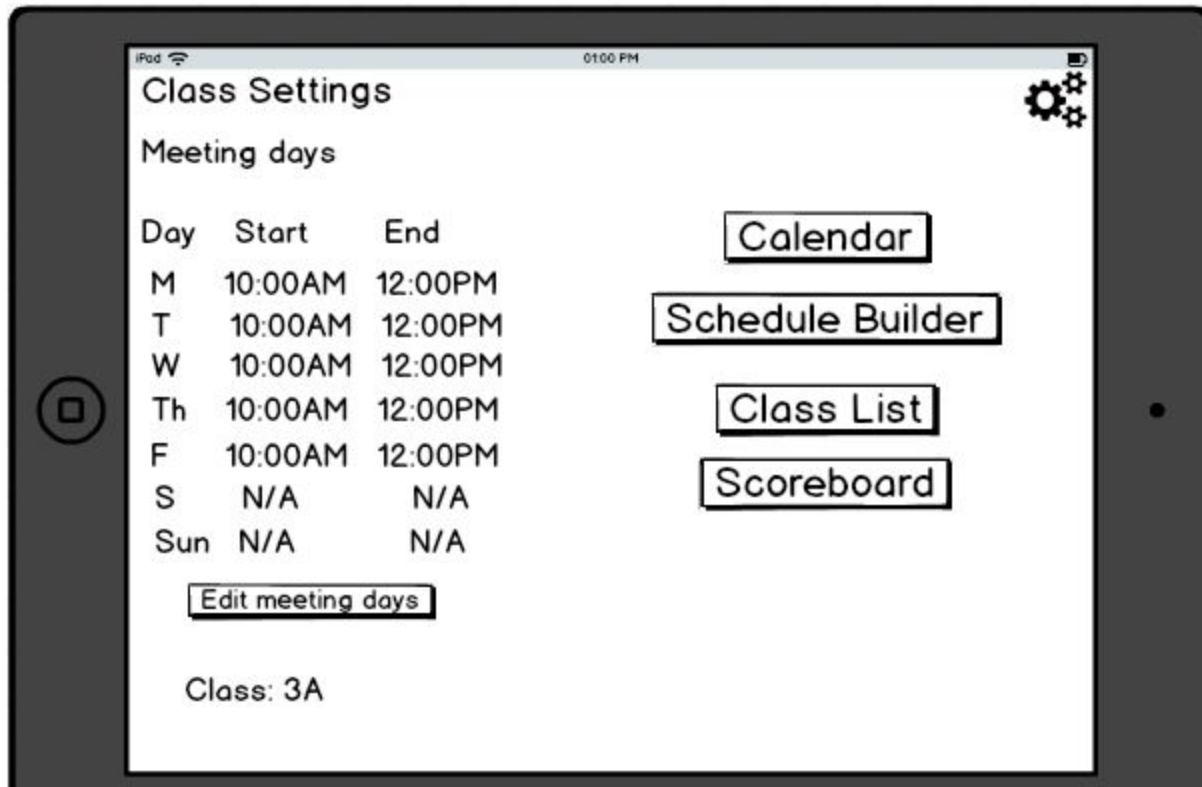 iPod 01:00 PM
Class Settings
Meeting days
Day Start End
M 10:00AM 12:00PM
T 10:00AM 12:00PM
W 10:00AM 12:00PM
Th 10:00AM 12:00PM
F 10:00AM 12:00PM
S N/A N/A
Sun N/A N/A
Edit meeting days
Class: 3A
Calendar
Schedule Builder
Class List
Scoreboard